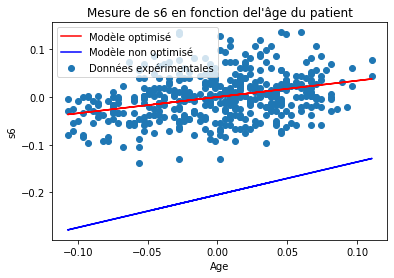 Mesure de s6 en fonction del'âge du patient
Modèle optimisé
Modèle non optimisé
Données expérimentales
0.1
0.0
−0.1
−0.2
s6
−0.10
−0.05
0.00
0.05
0.10
Age